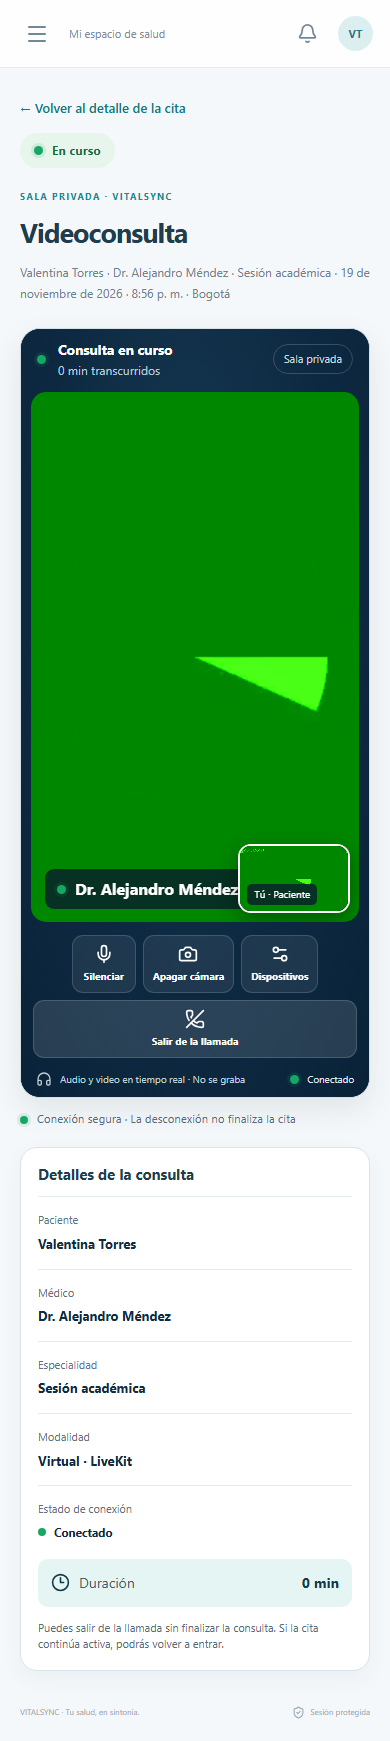 Mi espacio de salud
VT
← Volver al detalle de la cita
En curso
SALA PRIVADA · VITALSYNC
Videoconsulta
Valentina Torres · Dr. Alejandro Méndez · Sesión académica · 19 de
noviembre de 2026 · 8:56 p. m. · Bogotá
Consulta en curso
0 min transcurridos
Sala privada
Dr. Alejandro Méndez
Tú · Paciente
Silenciar
Apagar cámara
Dispositivos
Salir de la llamada
Audio y video en tiempo real · No se graba
Conectado
Conexión segura · La desconexión no finaliza la cita
Detalles de la consulta
Paciente
Valentina Torres
Médico
Dr. Alejandro Méndez
Especialidad
Sesión académica
Modalidad
Virtual · LiveKit
Estado de conexión
Conectado
Duración
0 min
Puedes salir de la llamada sin finalizar la consulta. Si la cita
continúa activa, podrás volver a entrar.
VITALSYNC · Tu salud, en sintonía.
Sesión protegida